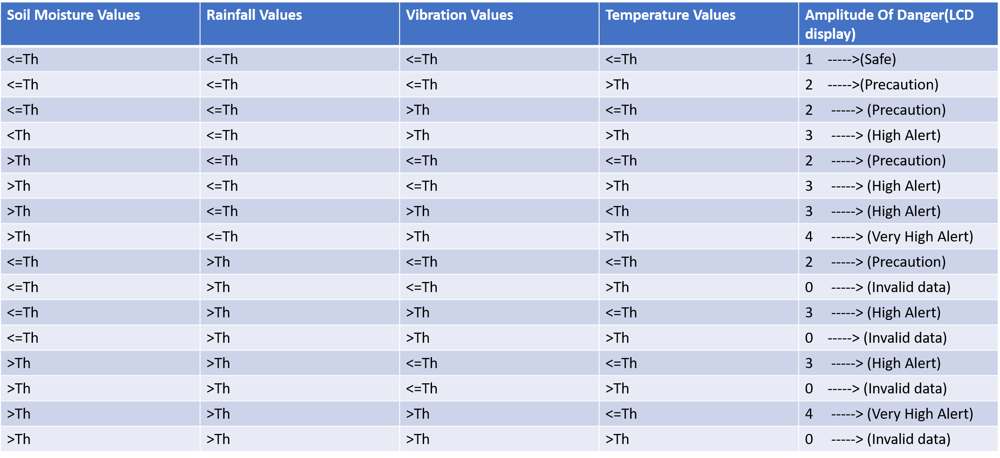 Soil Moisture Values Rainfall Values Vibration Values Temperature Values Amplitude Of Danger(LCD
display)
<=Th <=Th <=Th <=Th 1 ----->(Safe)
<=Th <=Th <=Th >Th 2 ----->(Precaution)
<=Th <=Th >Th <=Th 2 -----> (Precaution)
<Th <=Th >Th >Th 3 -----> (High Alert)
>Th <=Th <=Th <=Th 2 -----> (Precaution)
>Th <=Th <=Th >Th 3 -----> (High Alert)
>Th <=Th >Th <Th 3 -----> (High Alert)
>Th <=Th >Th >Th 4 -----> (Very High Alert)
<=Th >Th <=Th <=Th 2 -----> (Precaution)
<=Th >Th <=Th >Th 0 -----> (Invalid data)
<=Th >Th >Th <=Th 3 -----> (High Alert)
<=Th >Th >Th >Th 0 -----> (Invalid data)
>Th >Th <=Th <=Th 3 -----> (High Alert)
>Th >Th <=Th >Th 0 -----> (Invalid data)
>Th >Th >Th <=Th 4 -----> (Very High Alert)
>Th >Th >Th >Th 0 -----> (Invalid data)